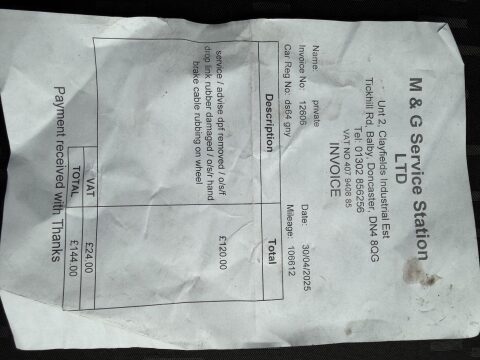 M & G Service Station
LTD
Unit 2, Clayfields Industrial Est
Tickhill Rd, Balby, Doncaster, DN4 8QG
Tel: 01302 856256
VAT NO 407 9408 85
INVOICE
Name: private
Invoice No: 12606 Date: 30/04/2025
Car Reg No: ds64 gny Mileage: 106612
Description Total
service / advise dpf removed / o/s/f £120.00
drop link rubber damaged / o/s/r hand
brake cable rubbing on wheel
VAT £24.00
TOTAL £144.00
Payment received with Thanks